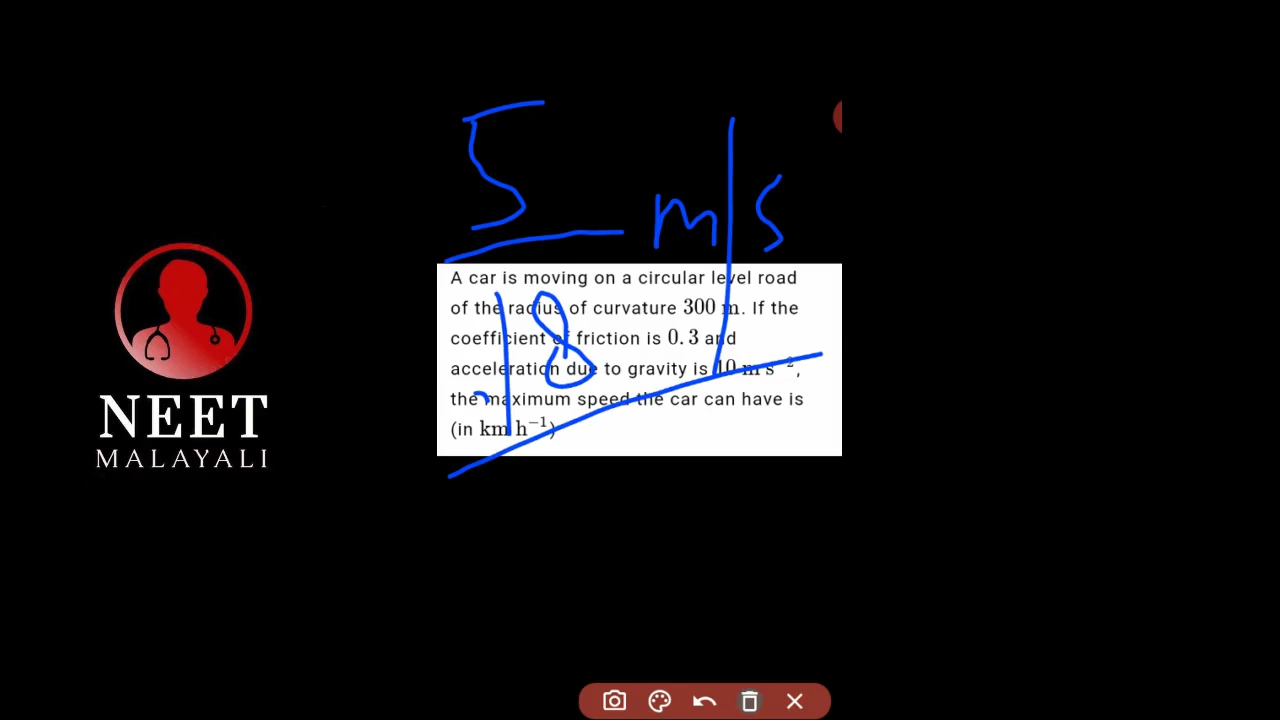 5
m/s
18
A car is moving on a circular level road
of the radius of curvature 300 m. If the
coefficient of friction is 0.3 and
acceleration due to gravity is 10 m s⁻²,
the maximum speed the car can have is
(in km h⁻¹)
NEET
MALAYALI